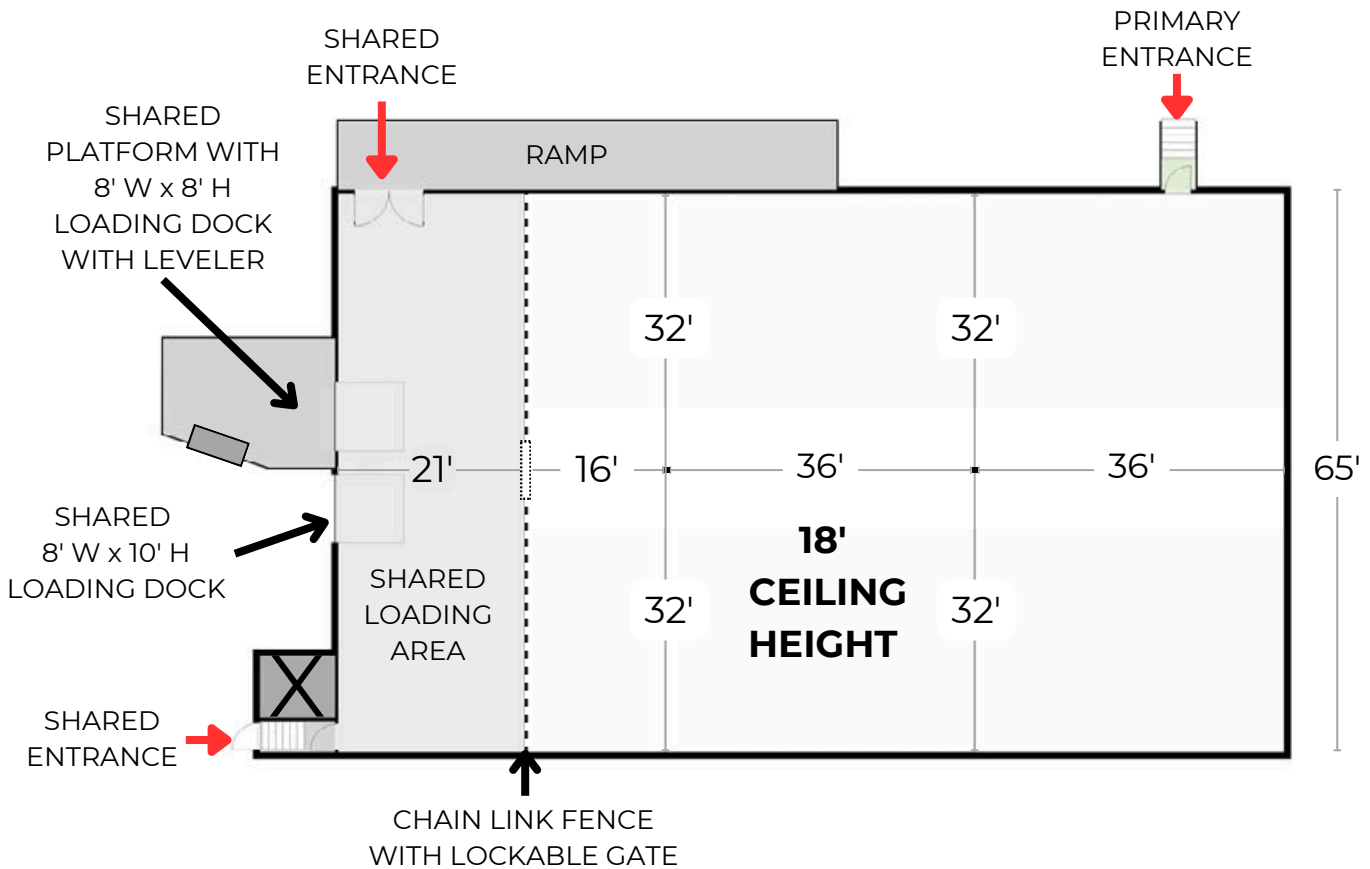 SHARED
ENTRANCE
PRIMARY
ENTRANCE
SHARED
PLATFORM WITH
8' W x 8' H
LOADING DOCK
WITH LEVELER
RAMP
32'
32'
21'
16'
36'
36'
65'
SHARED
8' W x 10' H
LOADING DOCK
18'
CEILING
HEIGHT
SHARED
LOADING
AREA
32'
32'
SHARED
ENTRANCE
CHAIN LINK FENCE
WITH LOCKABLE GATE